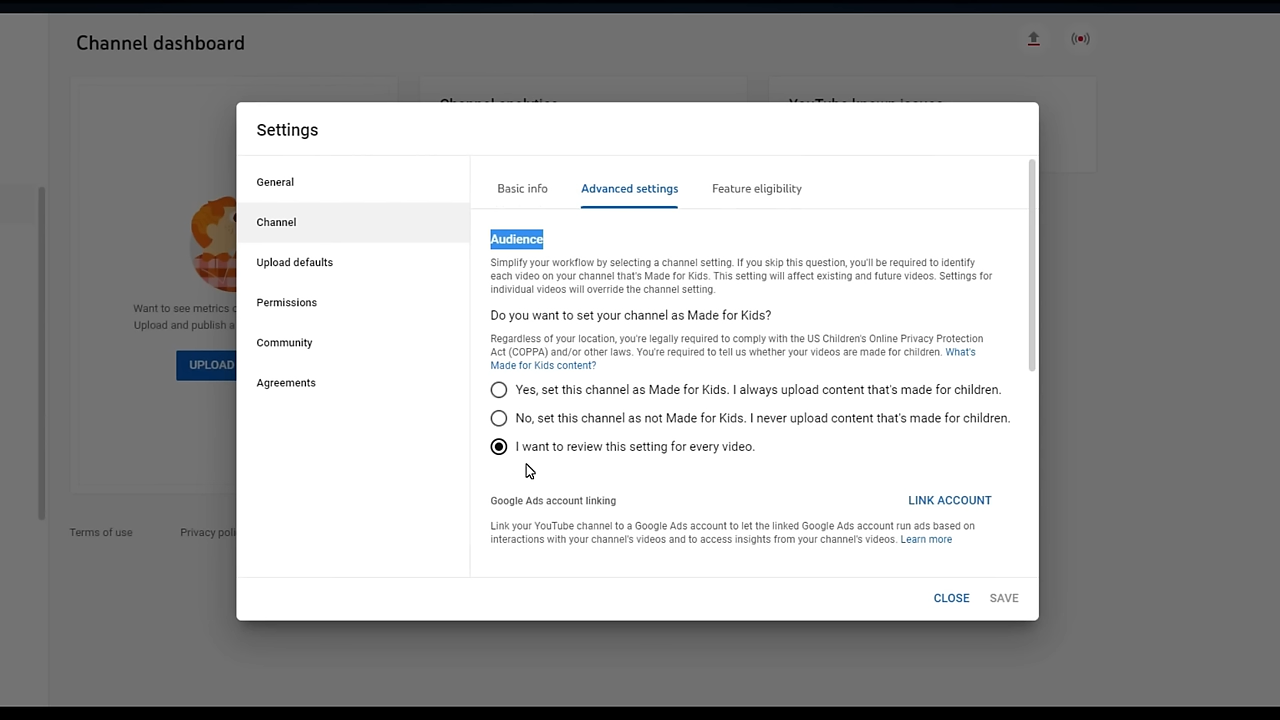 Channel dashboard
Settings
General
Channel
Upload defaults
Permissions
Community
Agreements
Basic info
Advanced settings
Feature eligibility
Audience
Simplify your workflow by selecting a channel setting. If you skip this question, you'll be required to identify
each video on your channel that's Made for Kids. This setting will affect existing and future videos. Settings for
individual videos will override the channel setting.
Do you want to set your channel as Made for Kids?
Regardless of your location, you're legally required to comply with the US Children's Online Privacy Protection
Act (COPPA) and/or other laws. You're required to tell us whether your videos are made for children. What's
Made for Kids content?
Yes, set this channel as Made for Kids. I always upload content that's made for children.
No, set this channel as not Made for Kids. I never upload content that's made for children.
I want to review this setting for every video.
Google Ads account linking
LINK ACCOUNT
Link your YouTube channel to a Google Ads account to let the linked Google Ads account run ads based on
interactions with your channel's videos and to access insights from your channel's videos. Learn more
CLOSE
SAVE
Want to see metrics
Upload and publish a
UPLOAD
Terms of use
Privacy